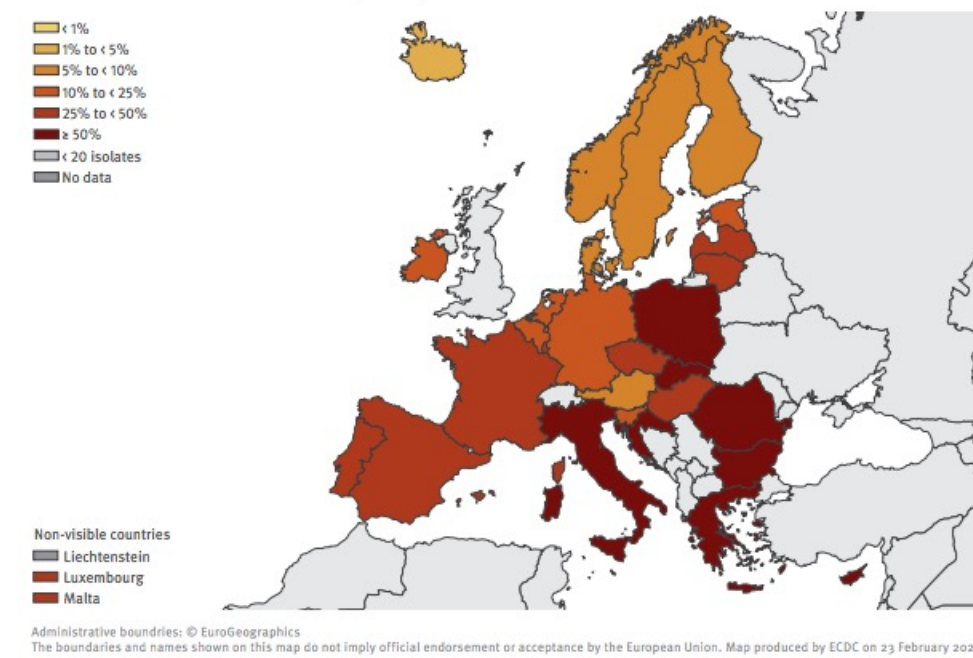 < 1%
1% to < 5%
5% to < 10%
10% to < 25%
25% to < 50%
≥ 50%
< 20 isolates
No data
Non-visible countries
Liechtenstein
Luxembourg
Malta
Administrative boundries: © EuroGeographics
The boundaries and names shown on this map do not imply official endorsement or acceptance by the European Union. Map produced by ECDC on 23 February 202